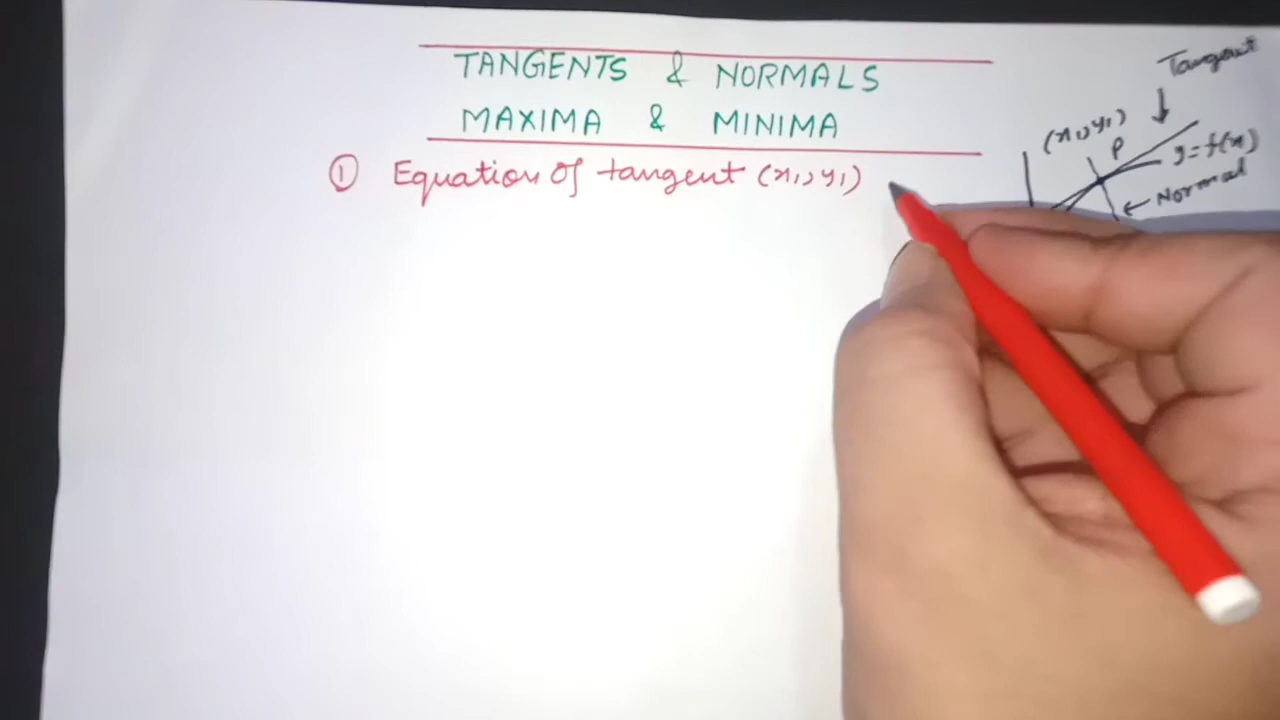 TANGENTS & NORMALS
MAXIMA & MINIMA
① Equation Of tangent (x₁, y₁)
Tangent
(x₁, y₁)
P
y = f(x)
Normal